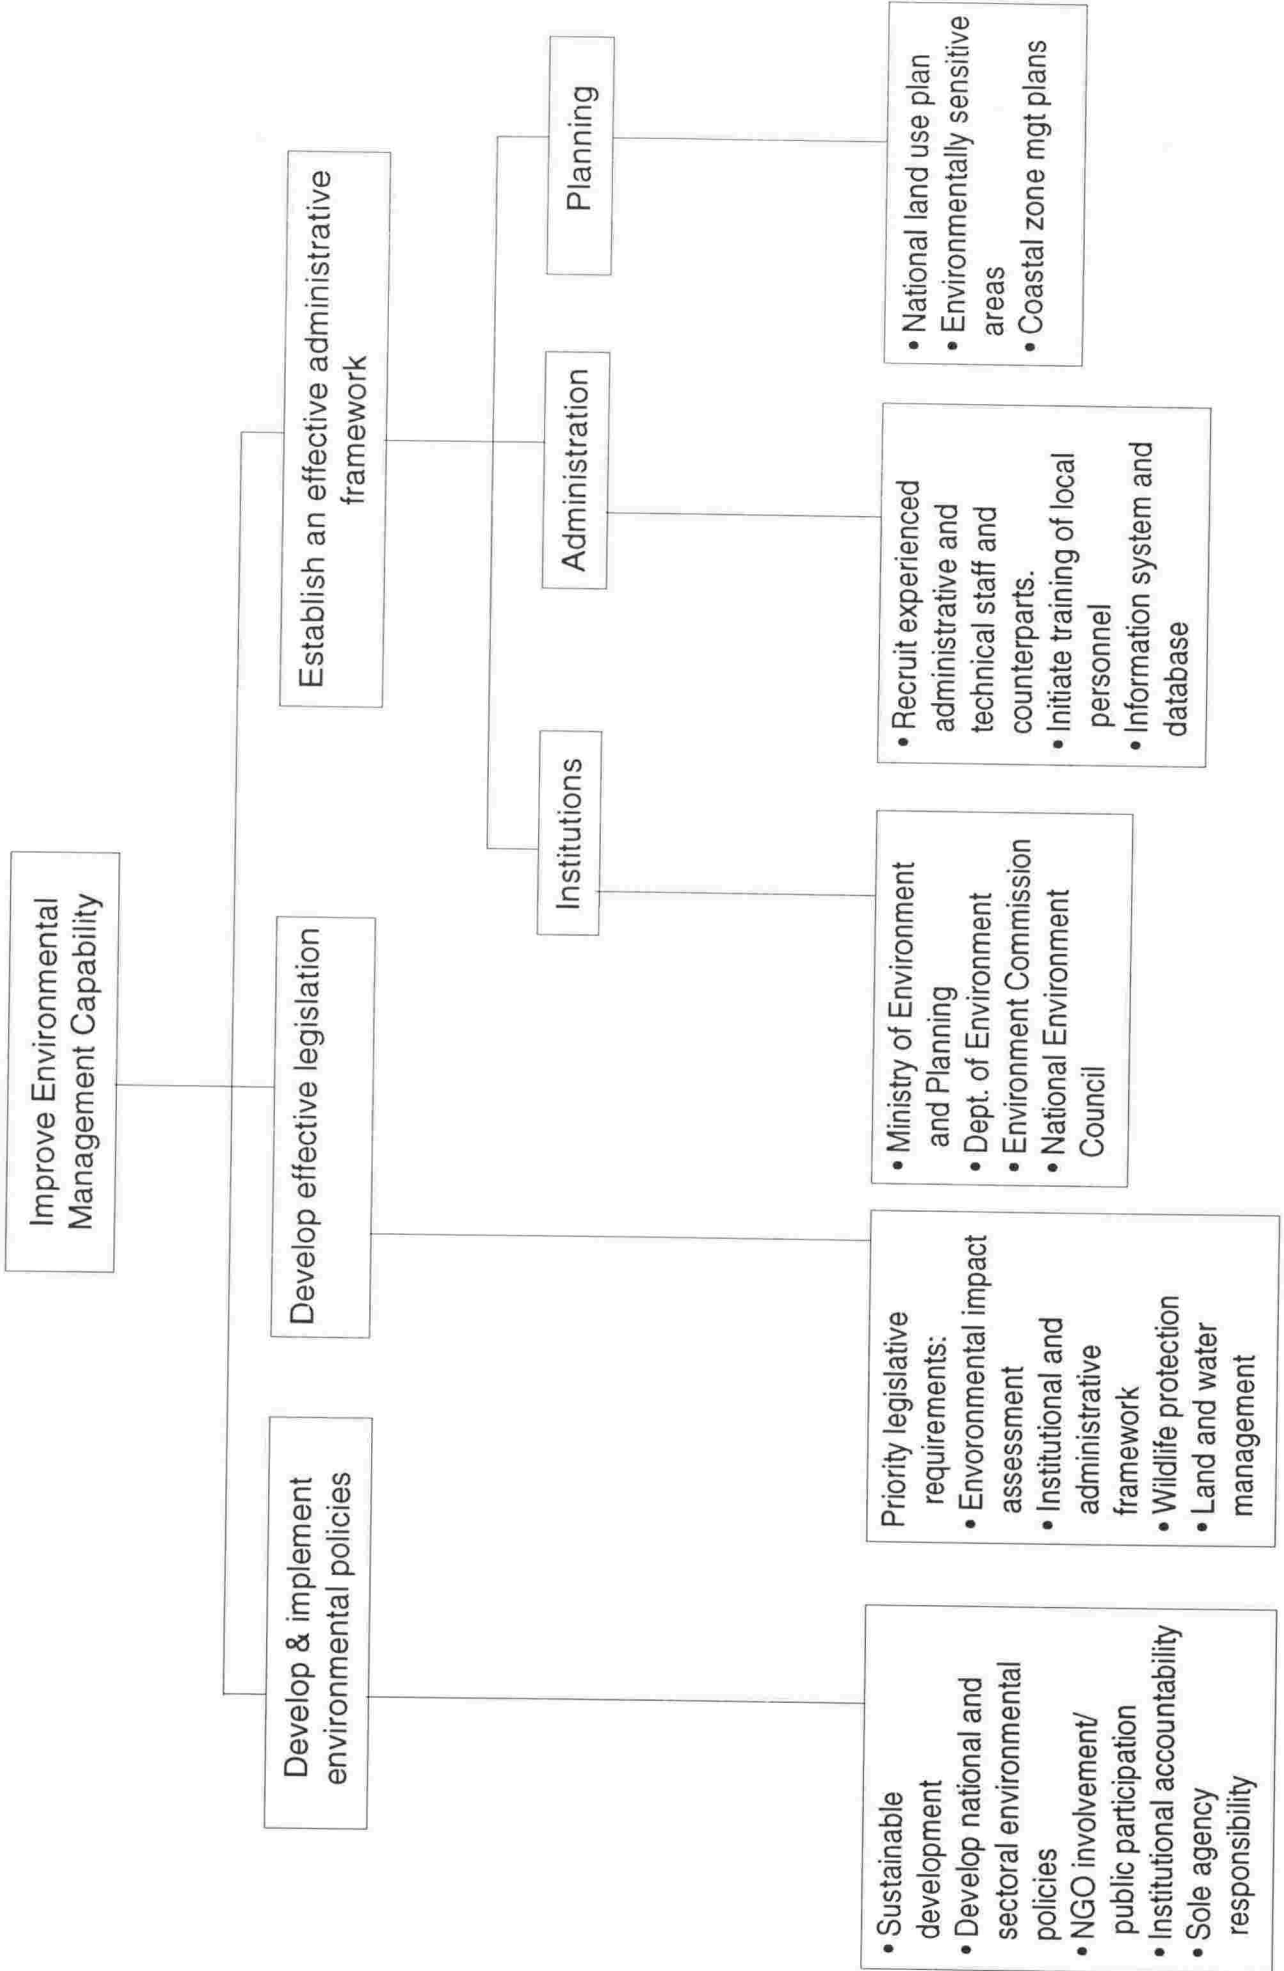 Improve Environmental
Management Capability
Develop & implement
environmental policies
Develop effective legislation
Establish an effective administrative
framework
Institutions
Administration
Planning
• Sustainable
development
• Develop national and
sectoral environmental
policies
• NGO involvement/
public participation
• Institutional accountability
• Sole agency
responsibility
Priority legislative
requirements:
• Envoronmental impact
assessment
• Institutional and
administrative
framework
• Wildlife protection
• Land and water
management
• Ministry of Environment
and Planning
• Dept. of Environment
• Environment Commission
• National Environment
Council
• Recruit experienced
administrative and
technical staff and
counterparts.
• Initiate training of local
personnel
• Information system and
database
• National land use plan
• Environmentally sensitive
areas
• Coastal zone mgt plans